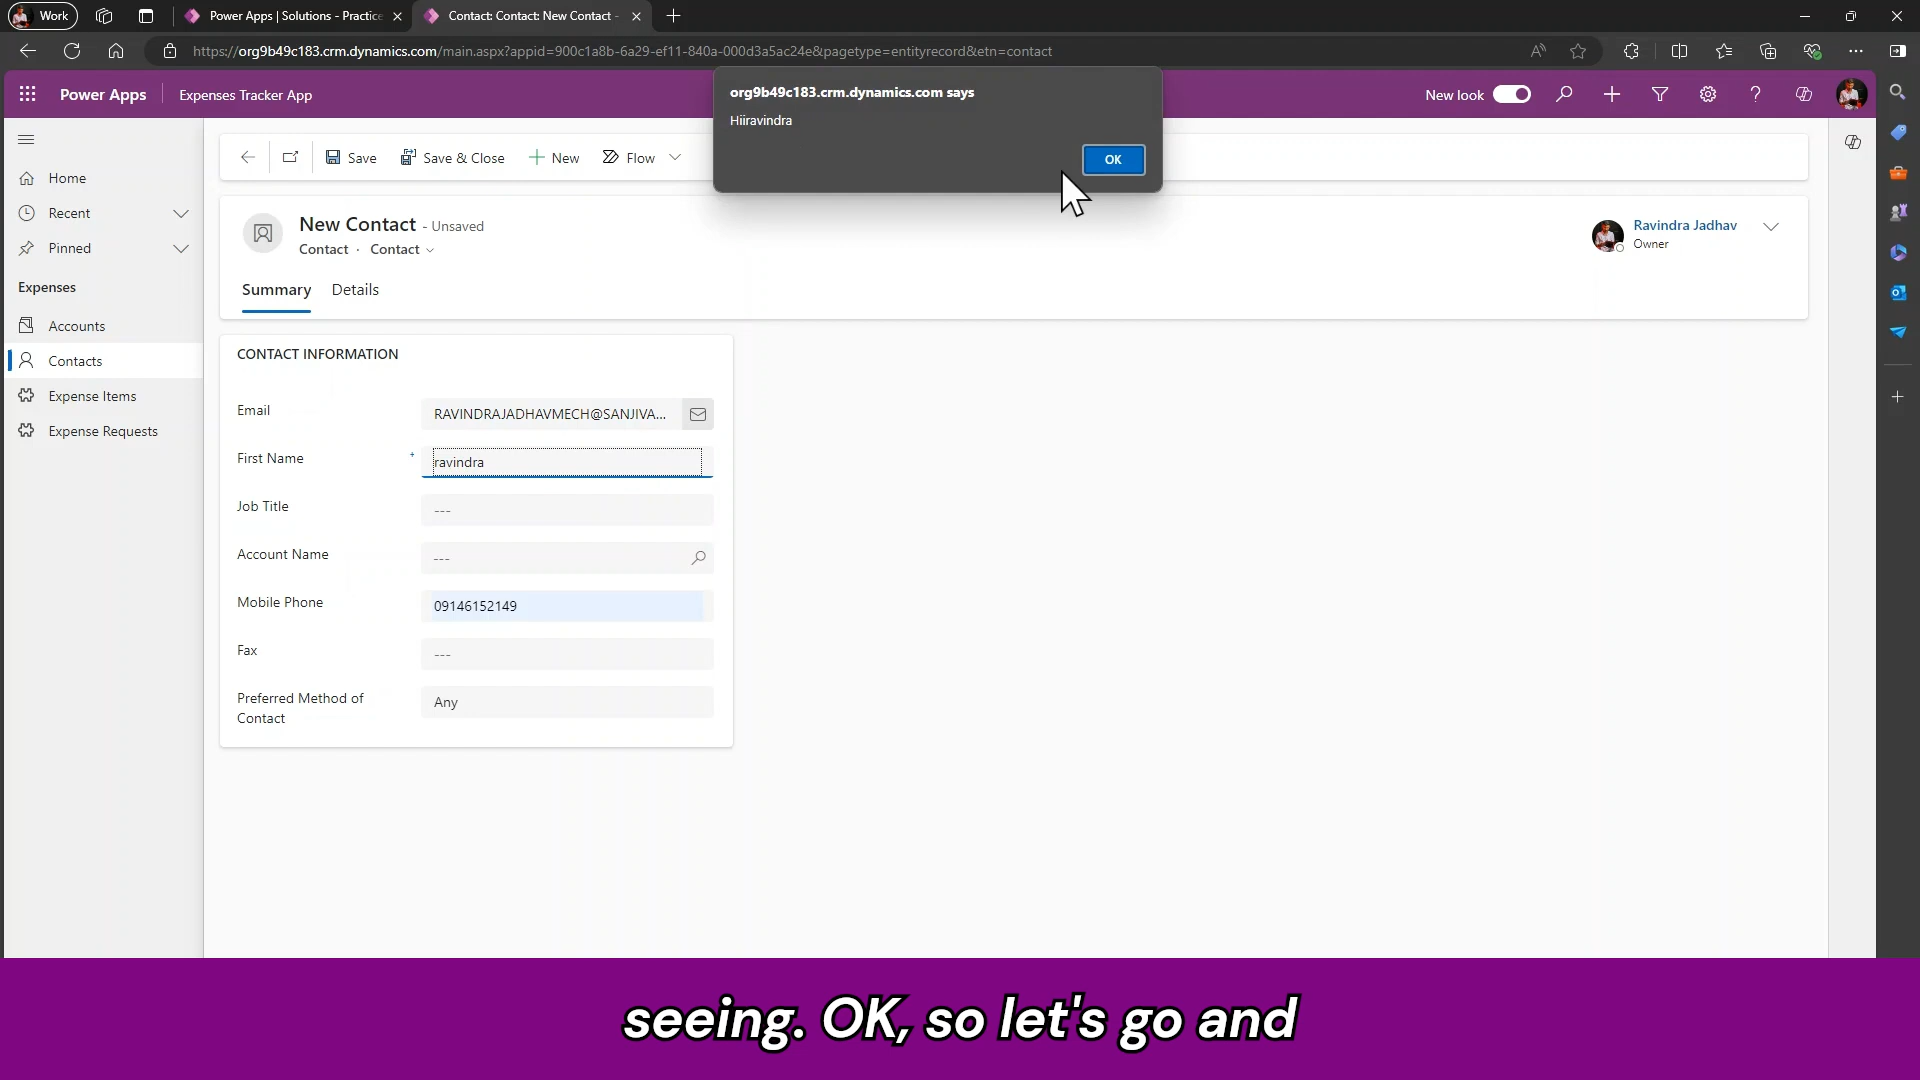 Work
Power Apps | Solutions - Practice
Contact: Contact: New Contact -
https://org9b49c183.crm.dynamics.com/main.aspx?appid=900c1a8b-6a29-ef11-840a-000d3a5ac24e&pagetype=entityrecord&etn=contact
Power Apps
Expenses Tracker App
org9b49c183.crm.dynamics.com says
Hiiravindra
OK
New look
Home
Recent
Pinned
Expenses
Accounts
Contacts
Expense Items
Expense Requests
Save
Save & Close
New
Flow
New Contact - Unsaved
Contact · Contact
Ravindra Jadhav
Owner
Summary
Details
CONTACT INFORMATION
Email
RAVINDRAJADHAVMECH@SANJIVA...
First Name
+
ravindra
Job Title
---
Account Name
---
Mobile Phone
09146152149
Fax
---
Preferred Method of
Contact
Any
seeing. OK, so let's go and